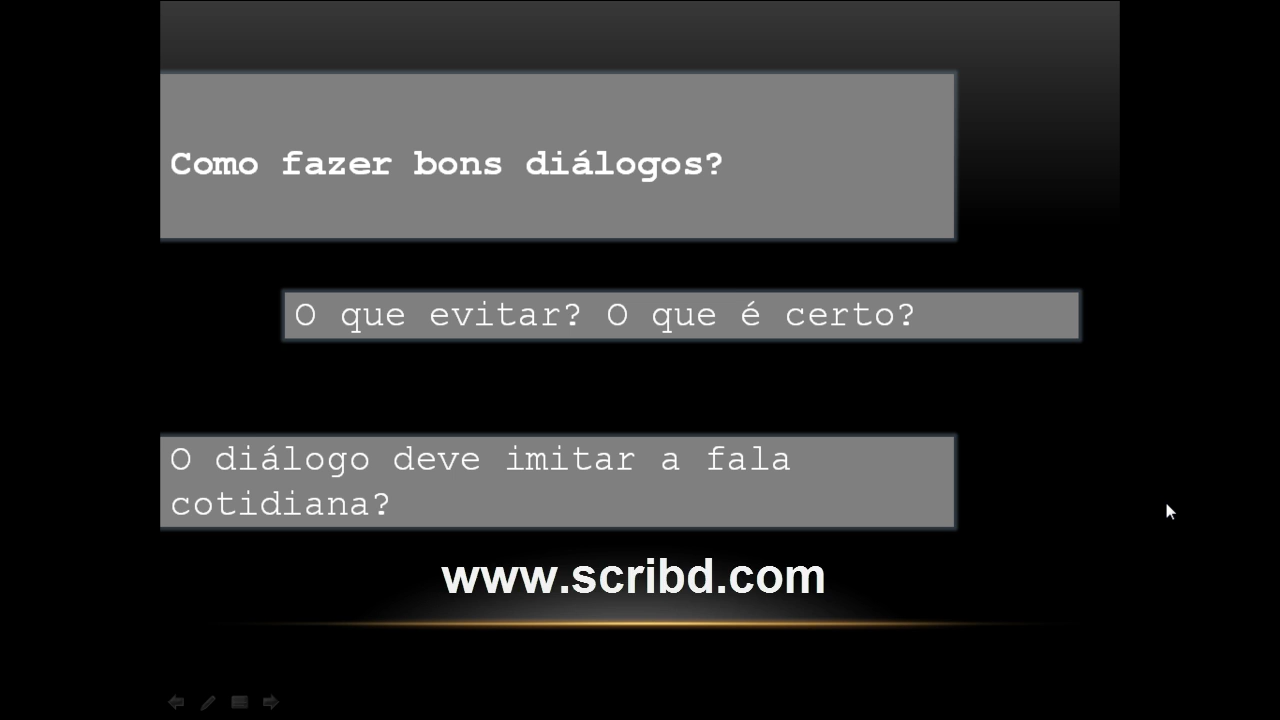 Como fazer bons diálogos?
O que evitar? O que é certo?
O diálogo deve imitar a fala
cotidiana?
www.scribd.com